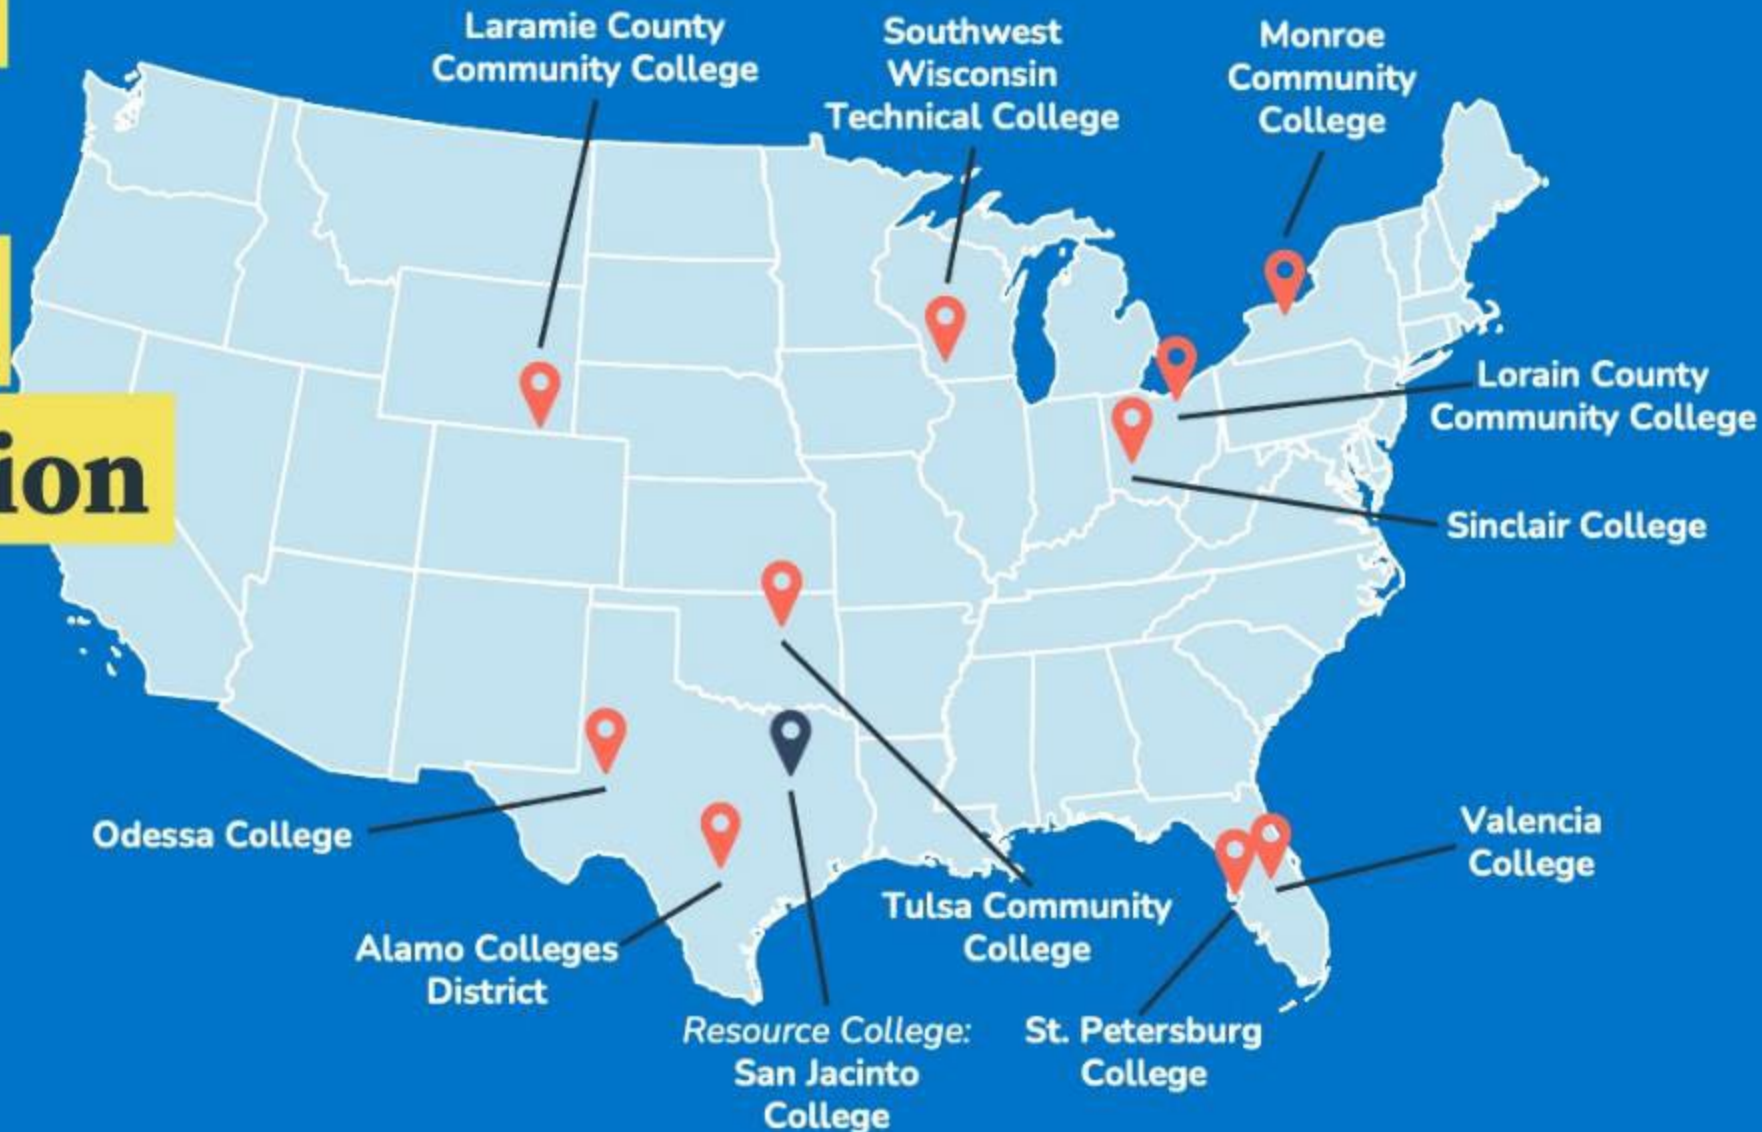 Laramie County
Community College
Southwest
Wisconsin
Technical College
Monroe
Community
College
Lorain County
Community College
ion
Sinclair College
Odessa College
Valencia
College
Tulsa Community
College
Alamo Colleges
District
Resource College:
San Jacinto
College
St. Petersburg
College